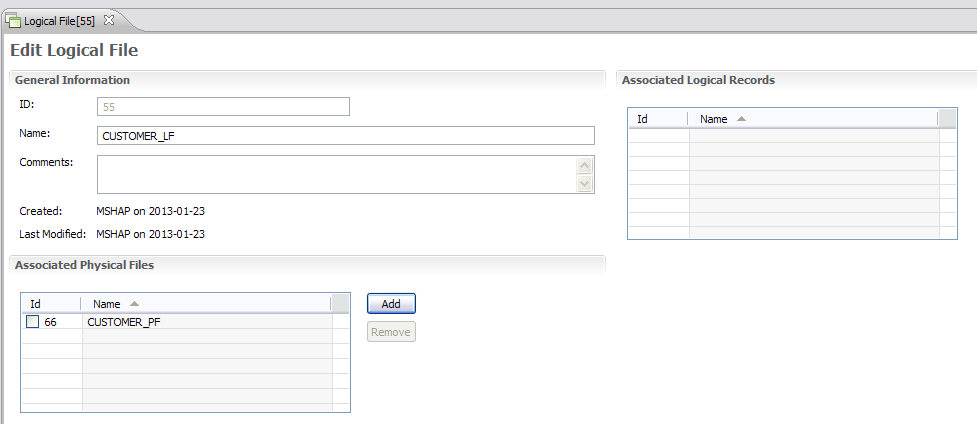 Logical File[55]
Edit Logical File
General Information
ID: 55
Name: CUSTOMER_LF
Comments:
Created: MSHAP on 2013-01-23
Last Modified: MSHAP on 2013-01-23
Associated Physical Files
Id Name
66 CUSTOMER_PF
Add
Remove
Associated Logical Records
Id Name